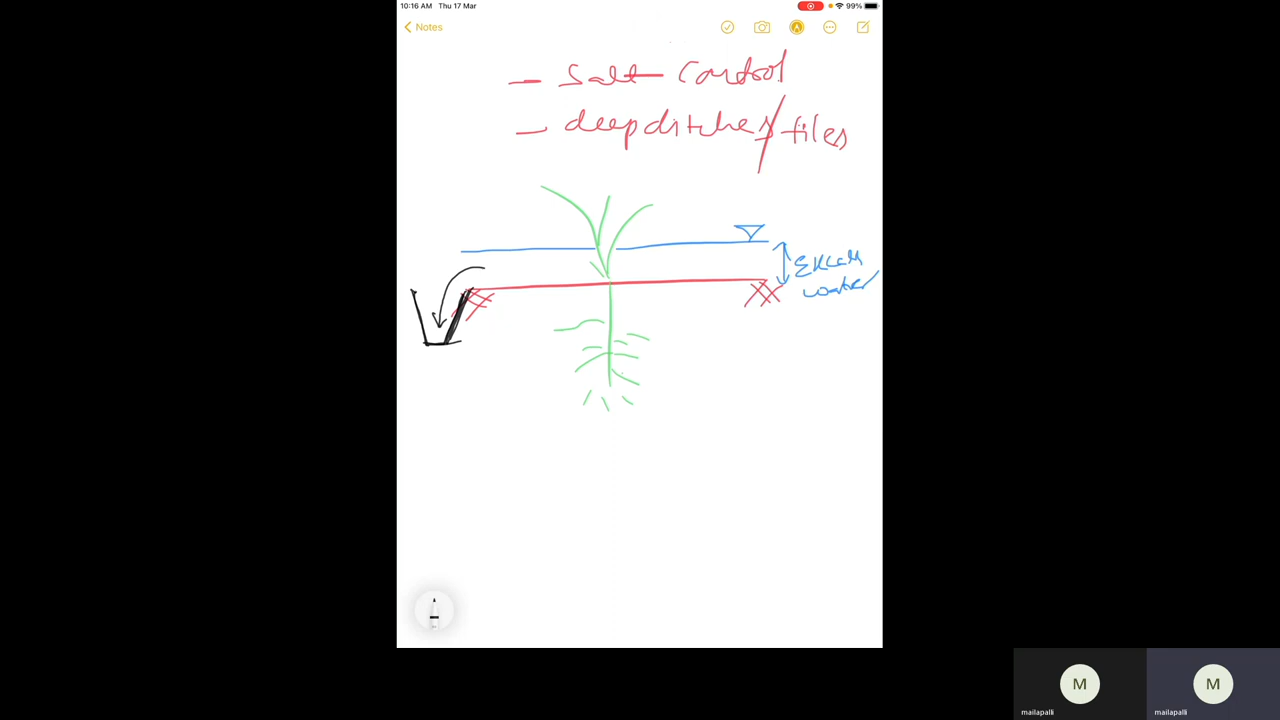 10:16 AM Thu 17 Mar
99%
Notes
— Salt Control
— deep ditches/tiles
Excess
water
M
M
mailapalli
mailapalli